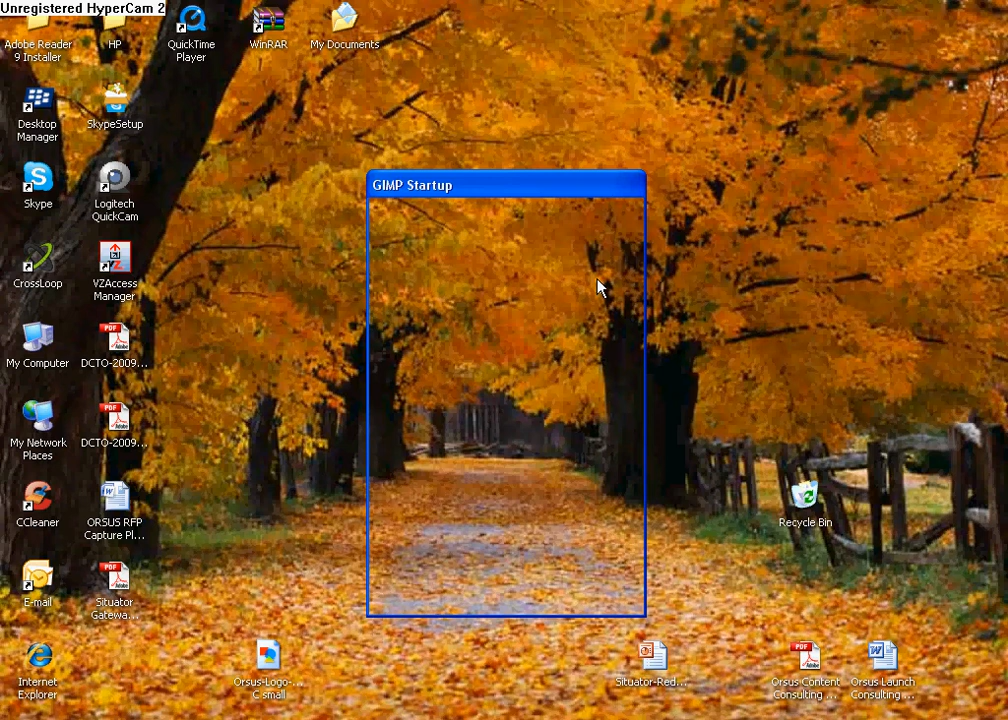 Unregistered HyperCam 2
Adobe Reader
9 Installer
HP
QuickTime
Player
WinRAR
My Documents
Desktop
Manager
SkypeSetup
Skype
Logitech
QuickCam
GIMP Startup
CrossLoop
VZAccess
Manager
My Computer
DCTO-2009...
My Network
Places
DCTO-2009...
CCleaner
ORSUS RFP
Capture Pl...
Recycle Bin
E-mail
Situator
Gatewa...
Internet
Explorer
Orsus-Logo-...
C small
Situator-Red...
Orsus Content
Consulting ...
Orsus Launch
Consulting ...